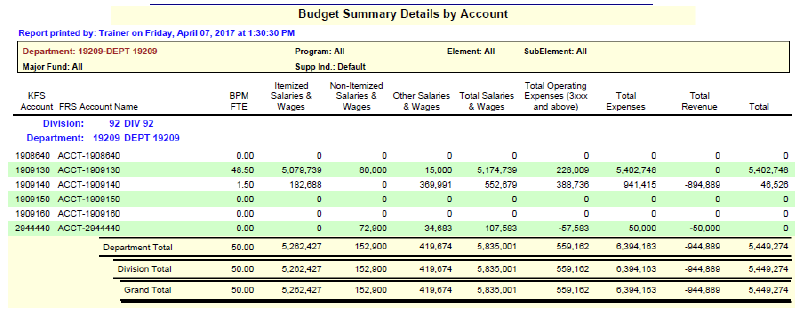 Budget Summary Details by Account
Report printed by: Trainer on Friday, April 07, 2017 at 1:30:30 PM
Department: 19209-DEPT 19209 Program: All Element: All SubElement: All
Major Fund: All Supp Ind.: Default
Itemized Non-Itemized Total Operating
KFS BPM Salaries & Salaries & Other Salaries Total Salaries Expenses (3xxx Total Total
Account FRS Account Name FTE Wages Wages & Wages & Wages and above) Expenses Revenue Total
Division: 92 DIV 92
Department: 19209 DEPT 19209
1908640 ACCT-1908640 0.00 0 0 0 0 0 0 0 0
1909130 ACCT-1909130 48.50 5,079,739 80,000 15,000 5,174,739 228,009 5,402,748 0 5,402,748
1909140 ACCT-1909140 1.50 182,688 0 369,991 552,679 388,736 941,415 -894,889 46,526
1909150 ACCT-1909150 0.00 0 0 0 0 0 0 0 0
1909160 ACCT-1909160 0.00 0 0 0 0 0 0 0 0
2944440 ACCT-2944440 0.00 0 72,900 34,683 107,583 -57,583 50,000 -50,000 0
Department Total 50.00 5,262,427 152,900 419,674 5,835,001 559,162 6,394,163 -944,889 5,449,274
Division Total 50.00 5,262,427 152,900 419,674 5,835,001 559,162 6,394,163 -944,889 5,449,274
Grand Total 50.00 5,262,427 152,900 419,674 5,835,001 559,162 6,394,163 -944,889 5,449,274